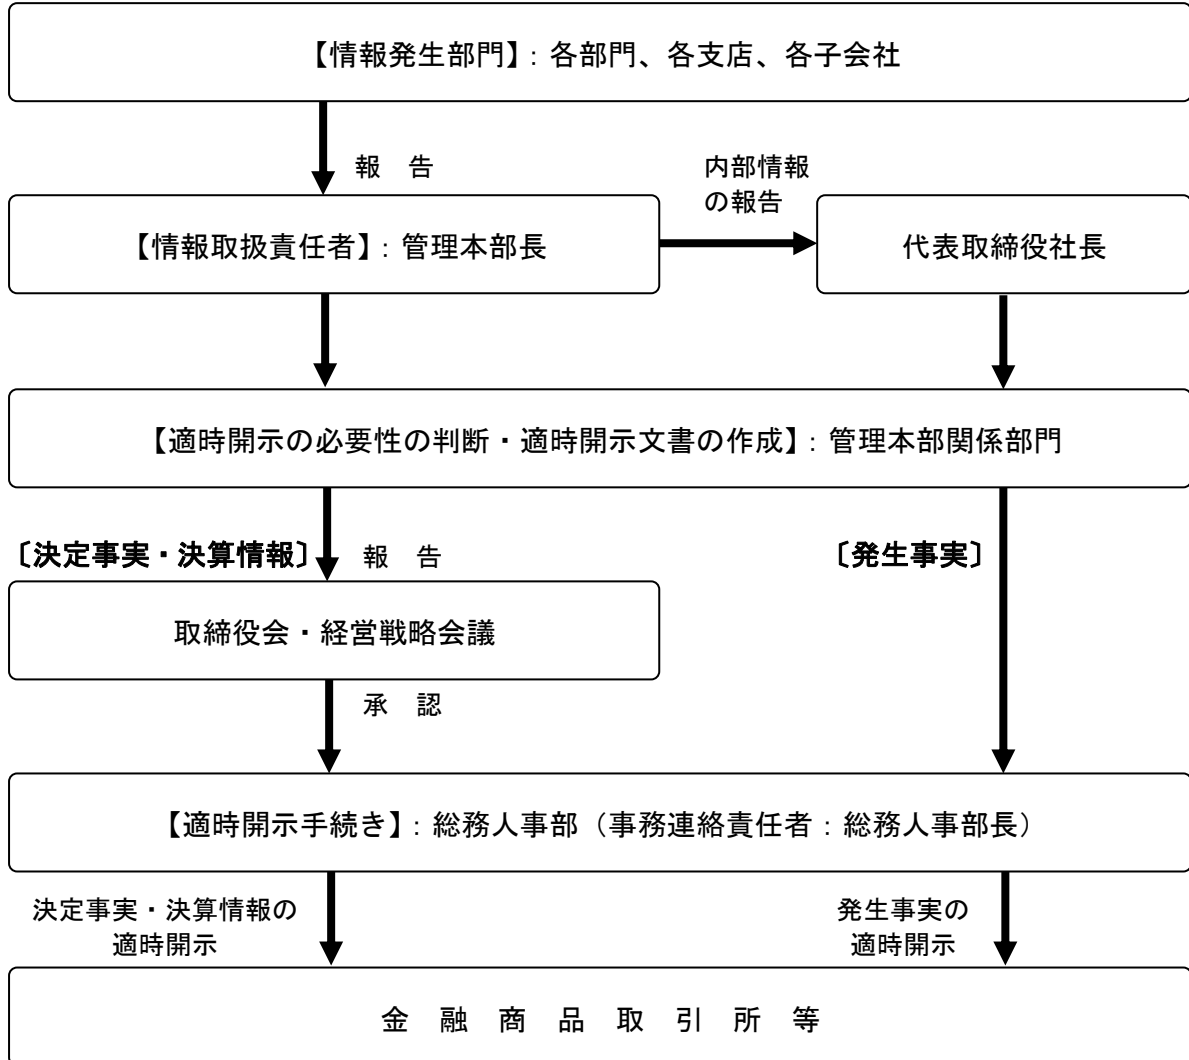 【情報発生部門】：各部門、各支店、各子会社
報　告
内部情報
の報告
【情報取扱責任者】：管理本部長
代表取締役社長
【適時開示の必要性の判断・適時開示文書の作成】：管理本部関係部門
〔決定事実・決算情報〕
報　告
〔発生事実〕
取締役会・経営戦略会議
承　認
【適時開示手続き】：総務人事部（事務連絡責任者：総務人事部長）
決定事実・決算情報の
適時開示
発生事実の
適時開示
金　融　商　品　取　引　所　等